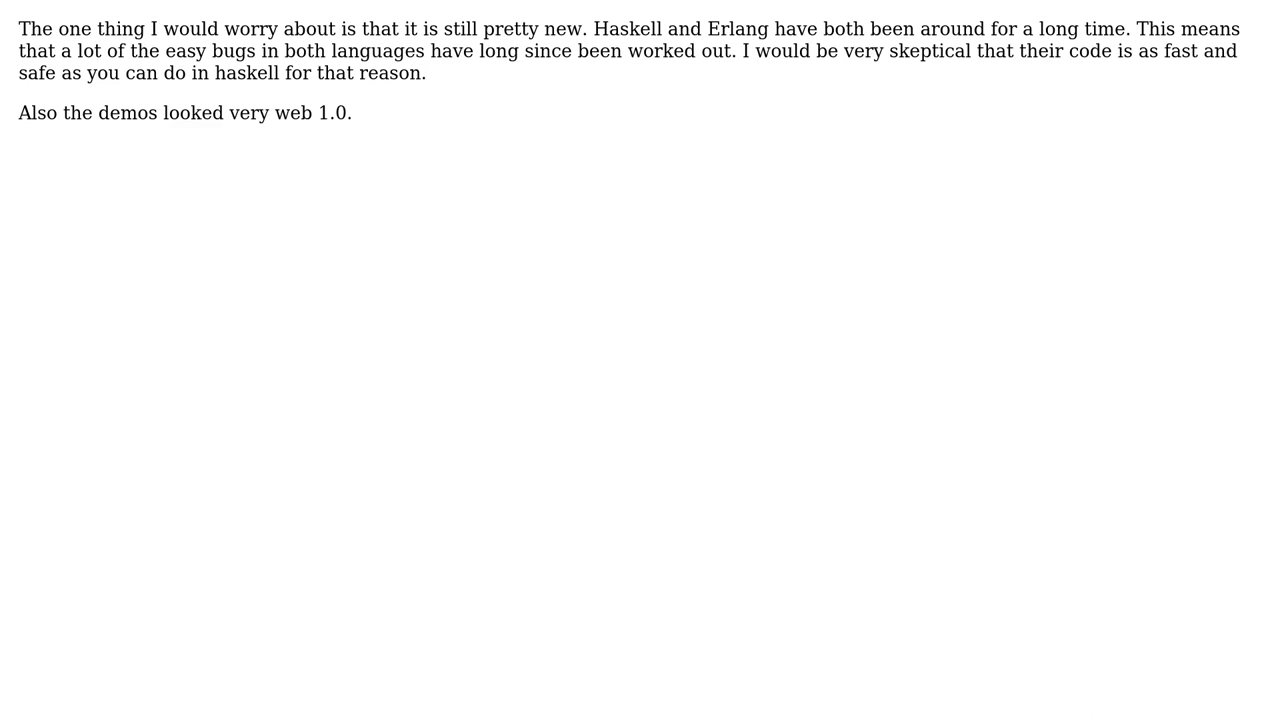 The one thing I would worry about is that it is still pretty new. Haskell and Erlang have both been around for a long time. This means
that a lot of the easy bugs in both languages have long since been worked out. I would be very skeptical that their code is as fast and
safe as you can do in haskell for that reason.
Also the demos looked very web 1.0.